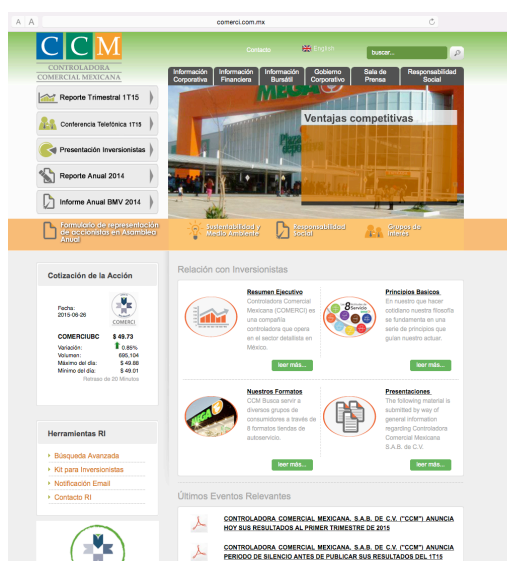 A A
comerci.com.mx
CCM
CONTROLADORA
COMERCIAL MEXICANA
Contacto
English
buscar...
Información Corporativa
Información Financiera
Información Bursátil
Gobierno Corporativo
Sala de Prensa
Responsabilidad Social
Reporte Trimestral 1T15
Conferencia Telefónica 1T15
Presentación Inversionistas
Reporte Anual 2014
Informe Anual BMV 2014
MEGA
Plaza
deportiva
Ventajas competitivas
Formulario de representación
de accionistas en Asamblea
Anual
Sustentabilidad y
Medio Ambiente
Responsabilidad
Social
Grupos de
Interés
Cotización de la Acción
Fecha:
2015-06-26
COMERCI
COMERCIUBC $ 49.73
Variación: 0.85%
Volumen: 695,104
Máximo del día: $ 49.88
Mínimo del día: $ 49.01
Retraso de 20 Minutos
Herramientas RI
Búsqueda Avanzada
Kit para Inversionistas
Notificación Email
Contacto RI
Relación con Inversionistas
Resumen Ejecutivo
Controladora Comercial
Mexicana (COMERCI) es
una compañía
controladora que opera
en el sector detallista en
México.
leer más...
Principios Basicos
En nuestro que hacer
cotidiano nuestra filosofía
se fundamenta en una
serie de principios que
guían nuestro actuar.
leer más...
Nuestros Formatos
CCM Busca servir a
diversos grupos de
consumidores a través de
8 formatos tiendas de
autoservicio.
leer más...
MEGA
Presentaciones
The following material is
submitted by way of
general information
regarding Controladora
Comercial Mexicana
S.A.B. de C.V.
leer más...
Últimos Eventos Relevantes
CONTROLADORA COMERCIAL MEXICANA, S.A.B. DE C.V. ("CCM") ANUNCIA
HOY SUS RESULTADOS AL PRIMER TRIMESTRE DE 2015
CONTROLADORA COMERCIAL MEXICANA, S.A.B. DE C.V. ("CCM") ANUNCIA
PERIODO DE SILENCIO ANTES DE PUBLICAR SUS RESULTADOS DEL 1T15